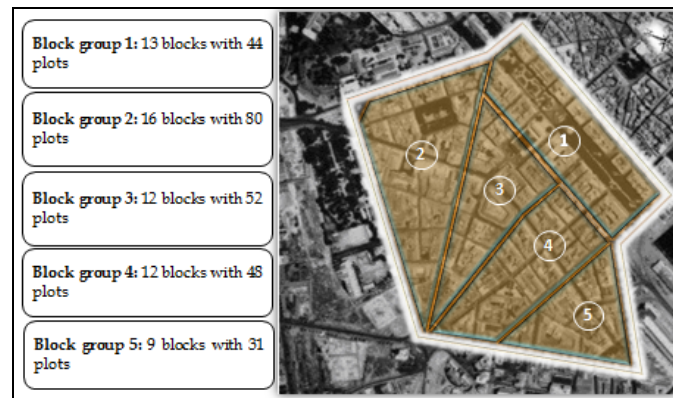 Block group 1: 13 blocks with 44
plots
Block group 2: 16 blocks with 80
plots
Block group 3: 12 blocks with 52
plots
Block group 4: 12 blocks with 48
plots
Block group 5: 9 blocks with 31
plots
1
2
3
4
5